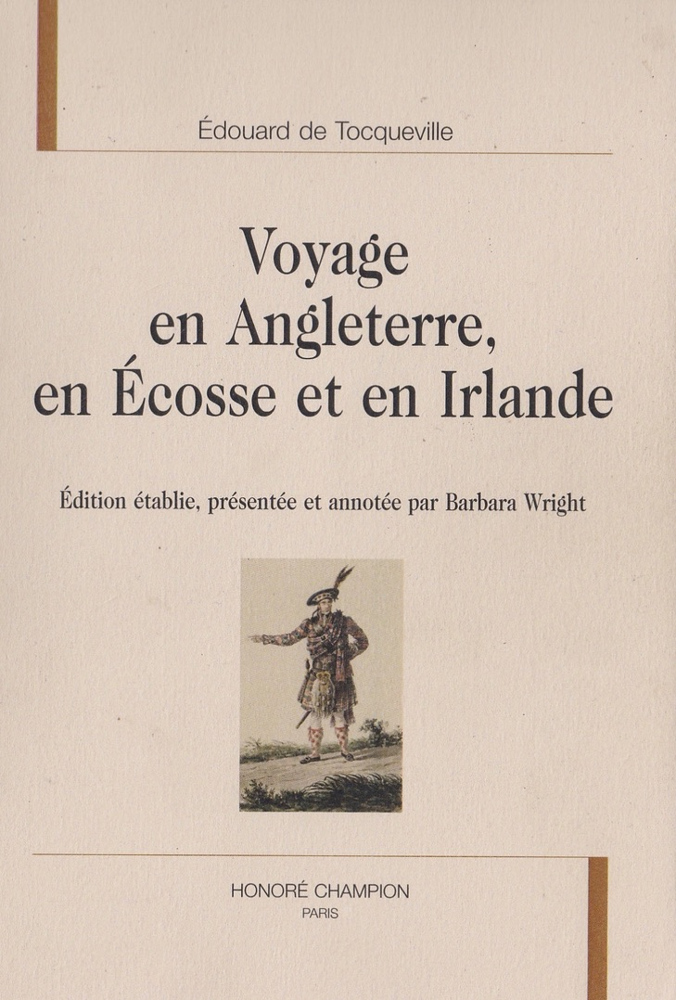 Édouard de Tocqueville
Voyage
en Angleterre,
en Écosse et en Irlande
Édition établie, présentée et annotée par Barbara Wright
HONORÉ CHAMPION
PARIS